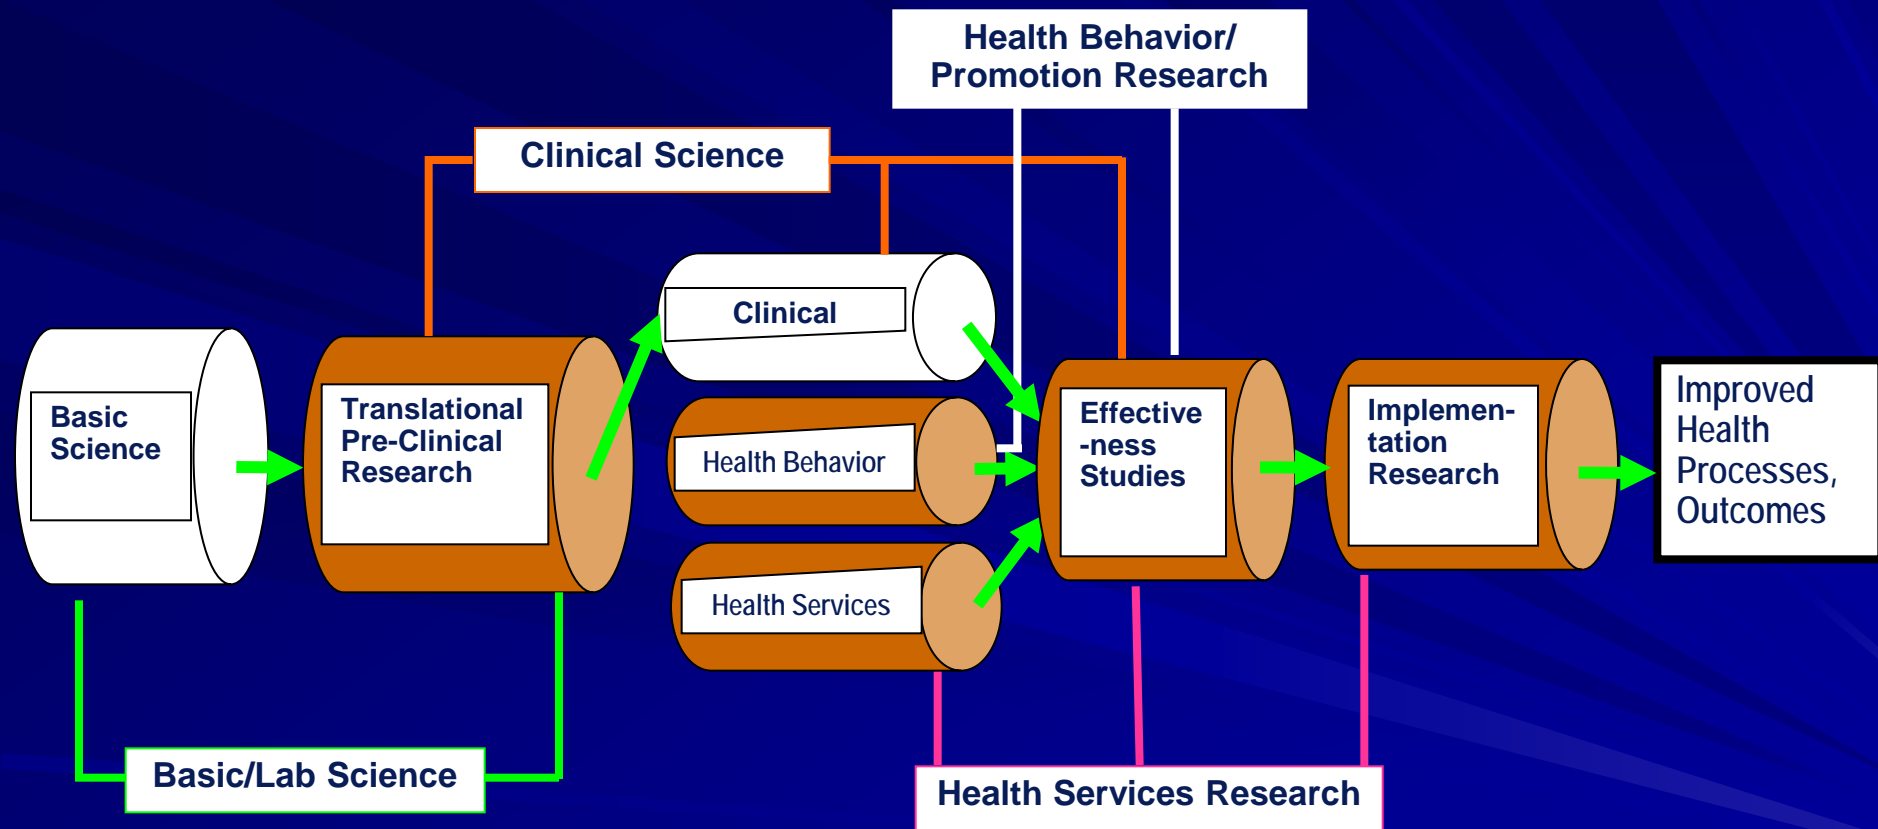 Health Behavior/
Promotion Research
Clinical Science
Clinical
Basic
Science
Translational
Pre-Clinical
Research
Health Behavior
Health Services
Effective
-ness
Studies
Implemen-
tation
Research
Improved
Health
Processes,
Outcomes
Basic/Lab Science
Health Services Research